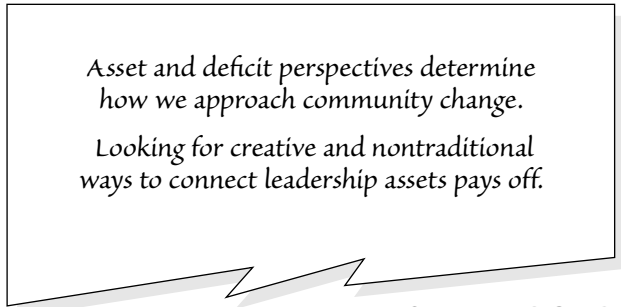 Asset and deficit perspectives determine
how we approach community change.
Looking for creative and nontraditional
ways to connect leadership assets pays off.